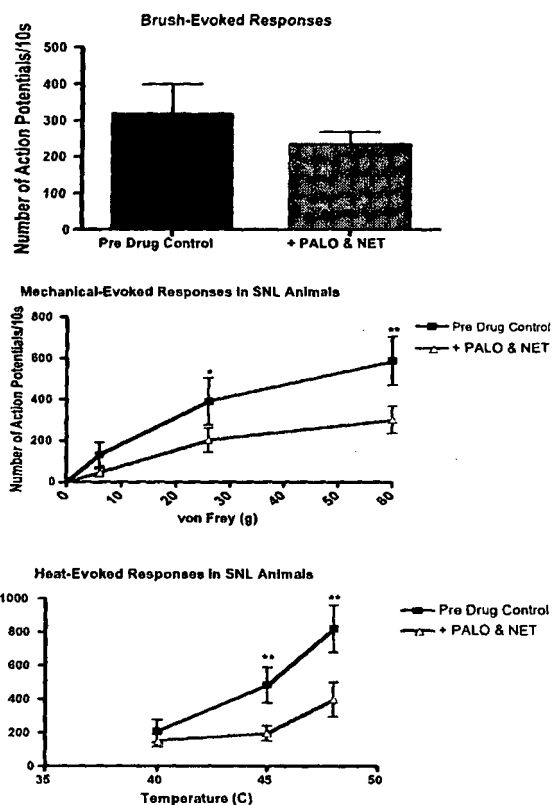 Brush-Evoked Responses
Number of Action Potentials/10s
500
400
300
200
100
0
Pre Drug Control
+ PALO & NET
Mechanical-Evoked Responses in SNL Animals
Number of Action Potentials/10s
800
600
400
200
0
*
**
0 10 20 30 40 50 60
von Frey (g)
Pre Drug Control
+ PALO & NET
Heat-Evoked Responses in SNL Animals
1000
800
600
400
200
0
**
**
35 40 45 50
Temperature (C)
Pre Drug Control
+ PALO & NET